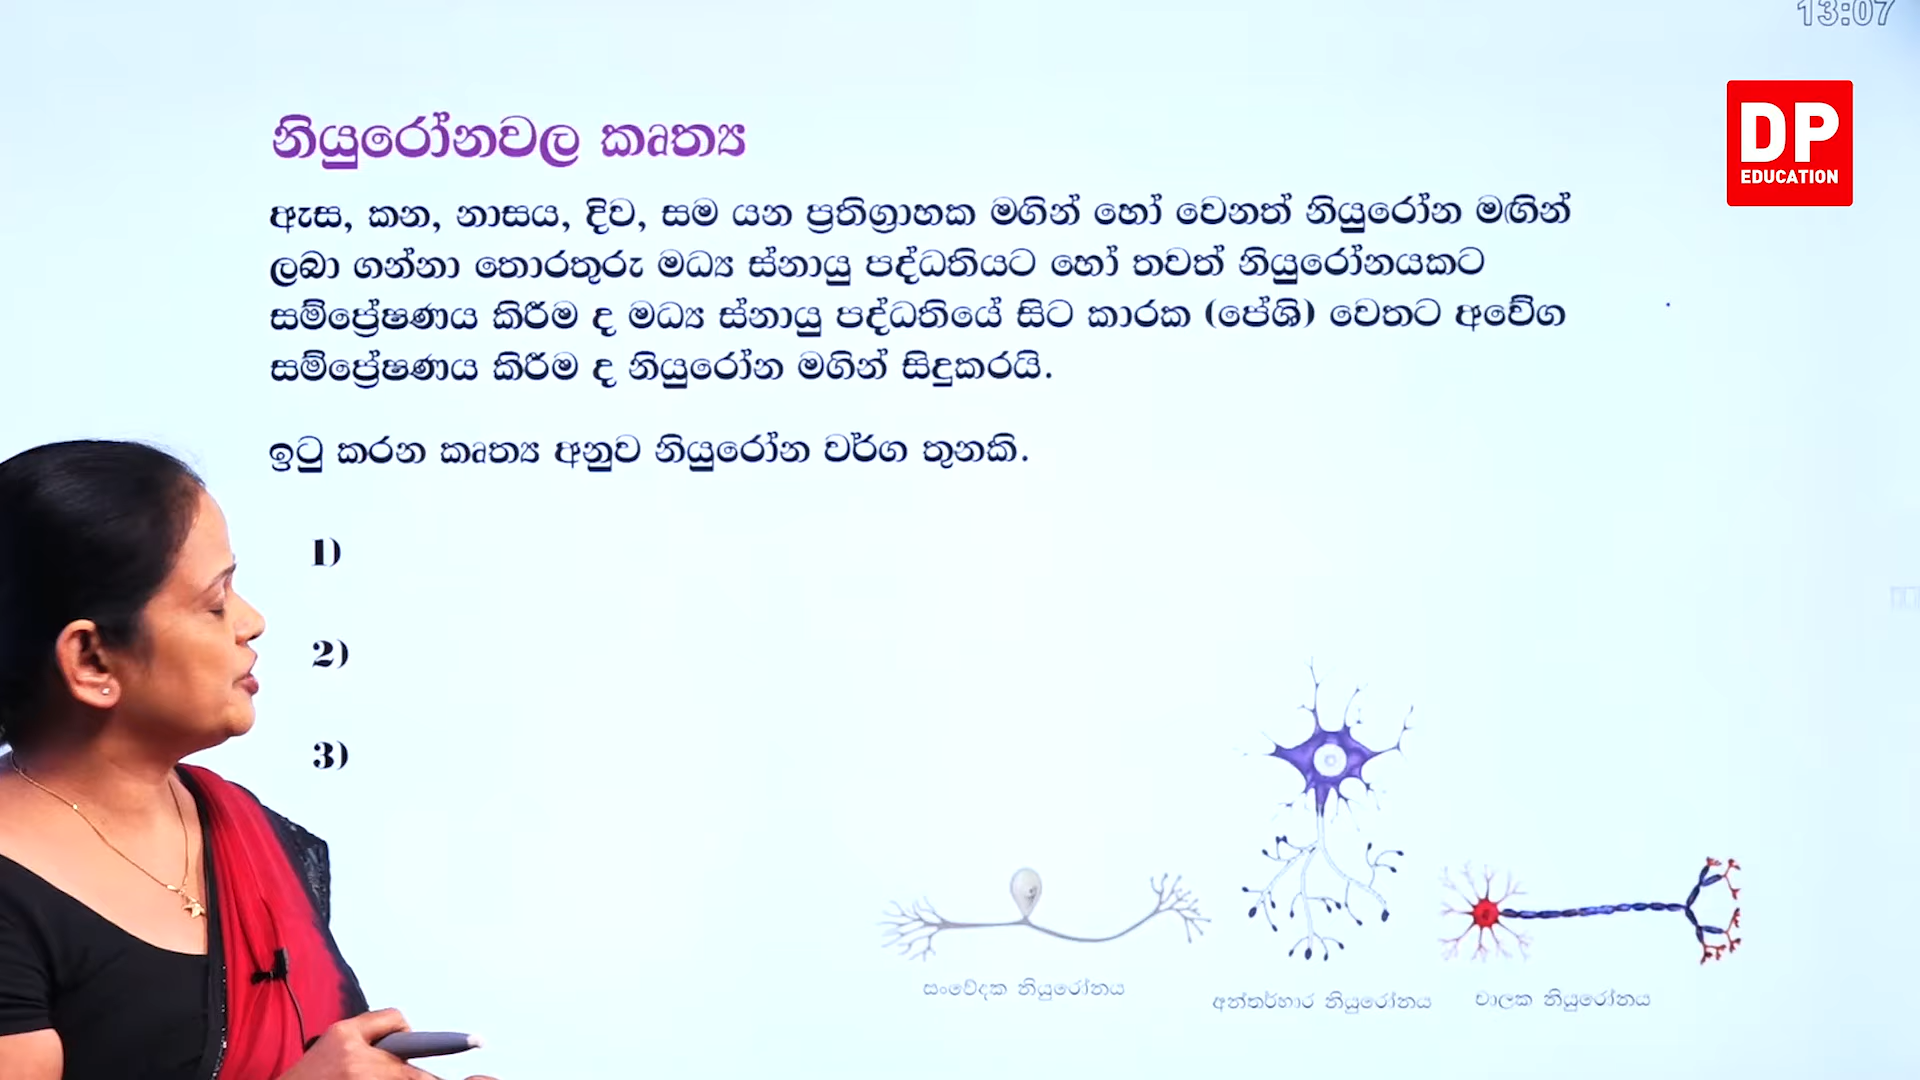 13:07
DP
EDUCATION
නියුරෝනවල කෘත්‍ය
ඇස, කන, නාසය, දිව, සම යන ප්‍රතිග්‍රාහක මගින් හෝ වෙනත් නියුරෝන මඟින්
ලබා ගන්නා තොරතුරු මධ්‍ය ස්නායු පද්ධතියට හෝ තවත් නියුරෝනයකට
සම්ප්‍රේෂණය කිරීම ද මධ්‍ය ස්නායු පද්ධතියේ සිට කාරක (පේශි) වෙතට අවේග
සම්ප්‍රේෂණය කිරීම ද නියුරෝන මගින් සිදුකරයි.
ඉටු කරන කෘත්‍ය අනුව නියුරෝන වර්ග තුනකි.
1)
2)
3)
සංවේදක නියුරෝනය
අන්තර්භාර නියුරෝනය
චාලක නියුරෝනය